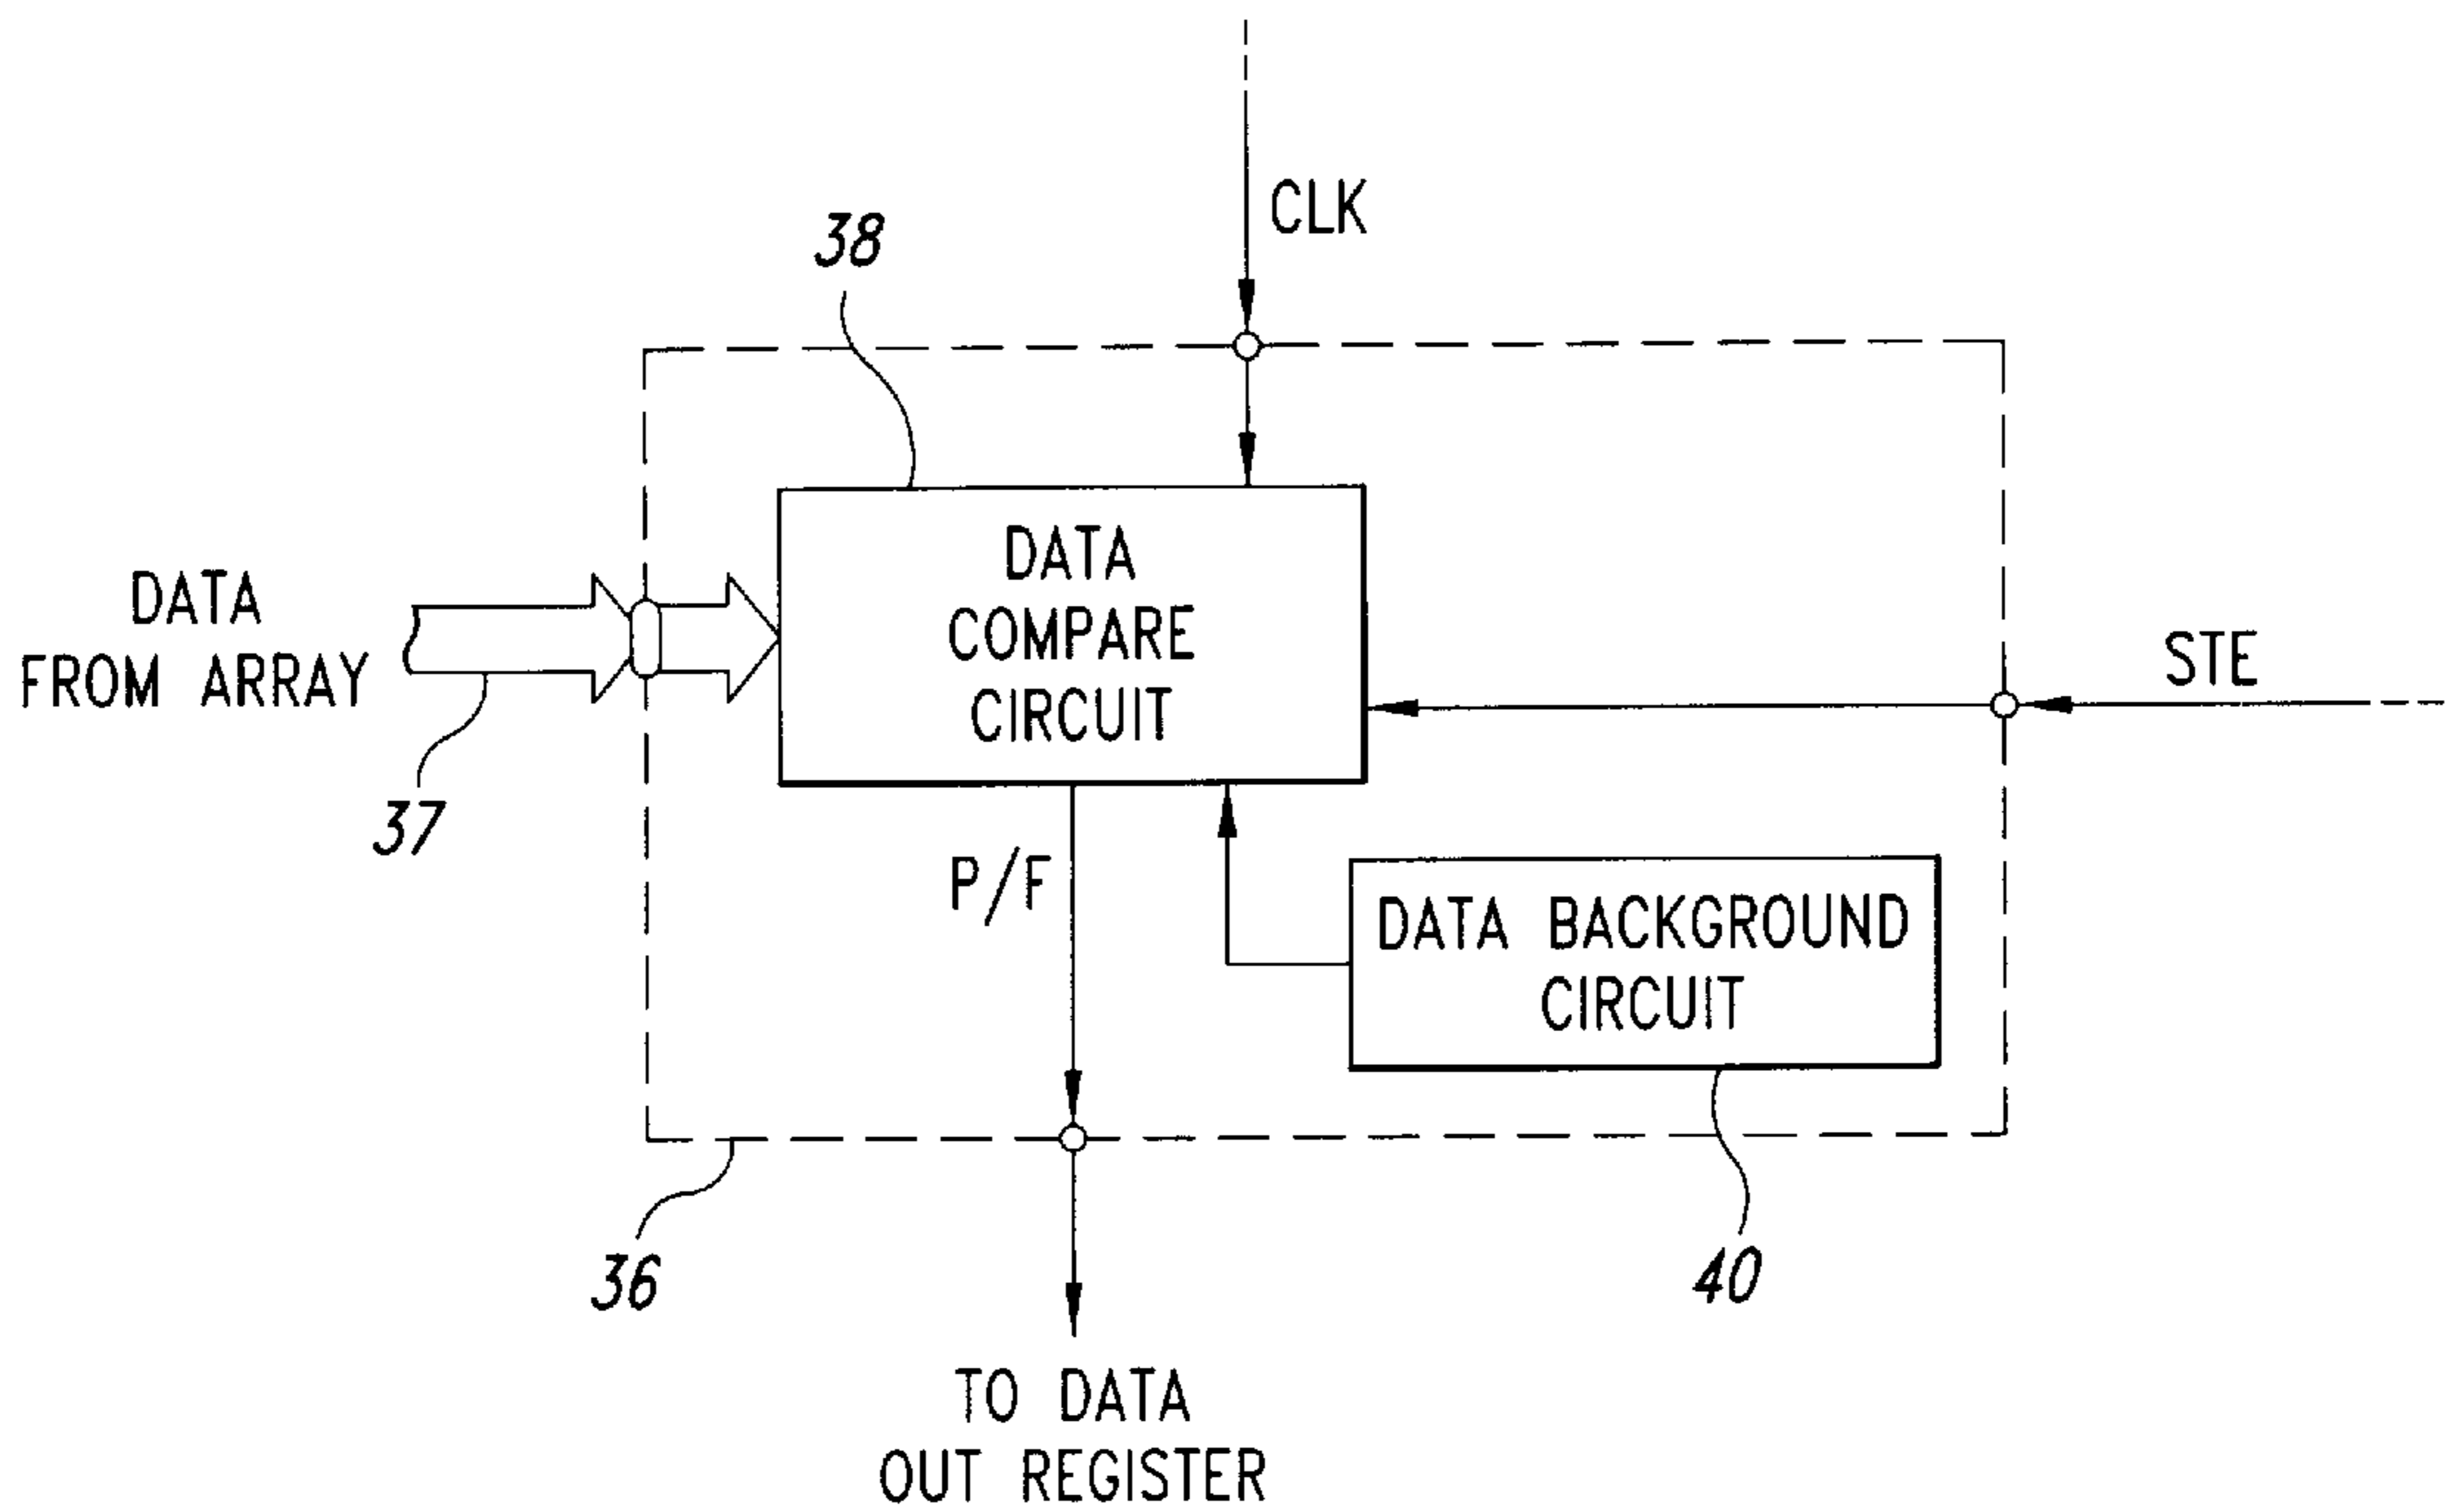 CLK
38
DATA
FROM ARRAY
37
DATA
COMPARE
CIRCUIT
STE
P/F
DATA BACKGROUND
CIRCUIT
36
40
TO DATA
OUT REGISTER